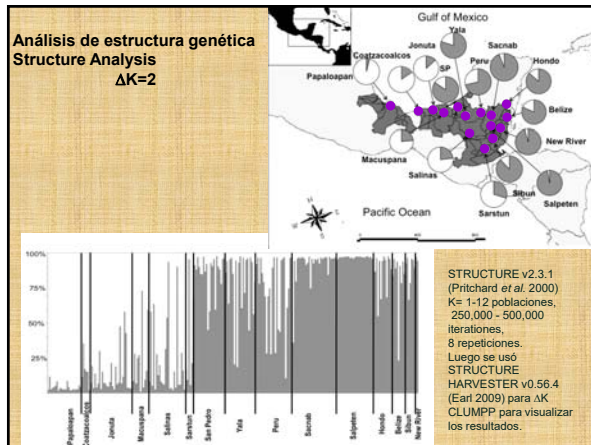 Análisis de estructura genética
Structure Analysis
ΔK=2
Gulf of Mexico
Yala
Jonuta
Sacnab
Coatzacoalcos
SP
Peru
Hondo
Papaloapan
Belize
New River
Macuspana
Salinas
Sibun
Salpeten
Sarstun
Pacific Ocean
100%
75%
50%
25%
Papaloapan
Coatzacoalcos
Jonuta
Macuspana
Salinas
Sarstun
San Pedro
Yala
Peru
Sacnab
Salpeten
Hondo
Belize
Sibun
New River
STRUCTURE v2.3.1
(Pritchard et al. 2000)
K= 1-12 poblaciones,
250,000 - 500,000
iterationes,
8 repeticiones.
Luego se usó
STRUCTURE
HARVESTER v0.56.4
(Earl 2009) para ΔK
CLUMPP para visualizar
los resultados.